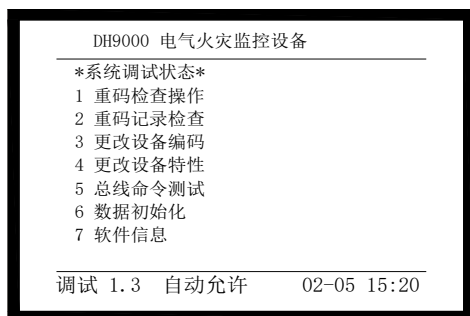 DH9000 电气火灾监控设备
*系统调试状态*
1 重码检查操作
2 重码记录检查
3 更改设备编码
4 更改设备特性
5 总线命令测试
6 数据初始化
7 软件信息
调试 1.3 自动允许 02-05 15:20